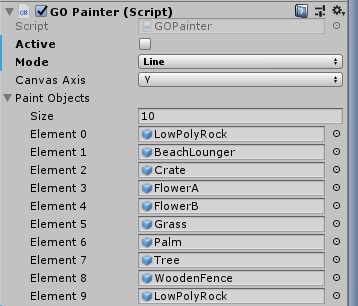 GO Painter (Script)
Script GOPainter
Active
Mode Line
Canvas Axis Y
Paint Objects
Size 10
Element 0 LowPolyRock
Element 1 BeachLounger
Element 2 Crate
Element 3 FlowerA
Element 4 FlowerB
Element 5 Grass
Element 6 Palm
Element 7 Tree
Element 8 WoodenFence
Element 9 LowPolyRock